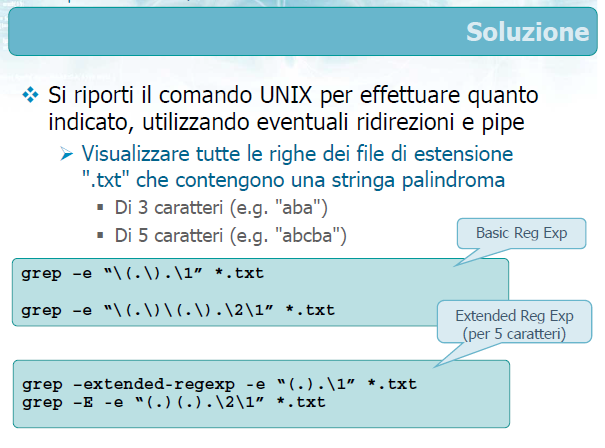 Soluzione
❖ Si riporti il comando UNIX per effettuare quanto
indicato, utilizzando eventuali ridirezioni e pipe
➢ Visualizzare tutte le righe dei file di estensione
".txt" che contengono una stringa palindroma
▪ Di 3 caratteri (e.g. "aba")
▪ Di 5 caratteri (e.g. "abcba")
Basic Reg Exp
grep –e “\(.\).\1” *.txt
grep –e “\(.\)\(.\).\2\1” *.txt
Extended Reg Exp
(per 5 caratteri)
grep –extended-regexp -e “(.).\1” *.txt
grep –E -e “(.)(.).\2\1” *.txt